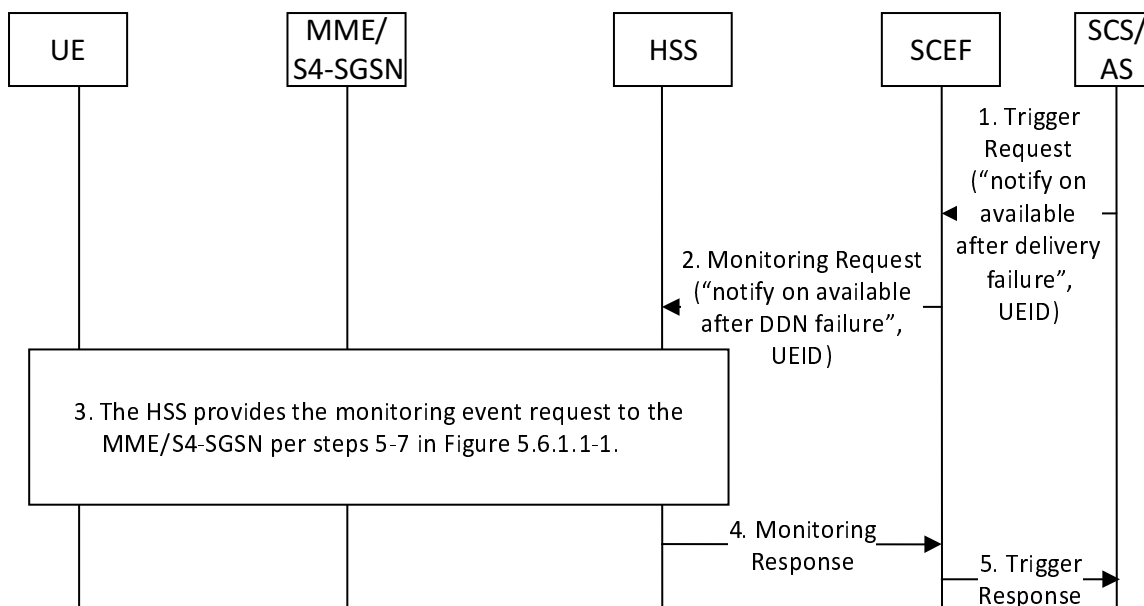 UE
MME/
S4-SGSN
HSS
SCEF
SCS/
AS
1. Trigger
Request
(“notify on
available
after delivery
failure”,
UEID)
2. Monitoring Request
(“notify on available
after DDN failure”,
UEID)
3. The HSS provides the monitoring event request to the
MME/S4-SGSN per steps 5-7 in Figure 5.6.1.1-1.
4. Monitoring
Response
5. Trigger
Response